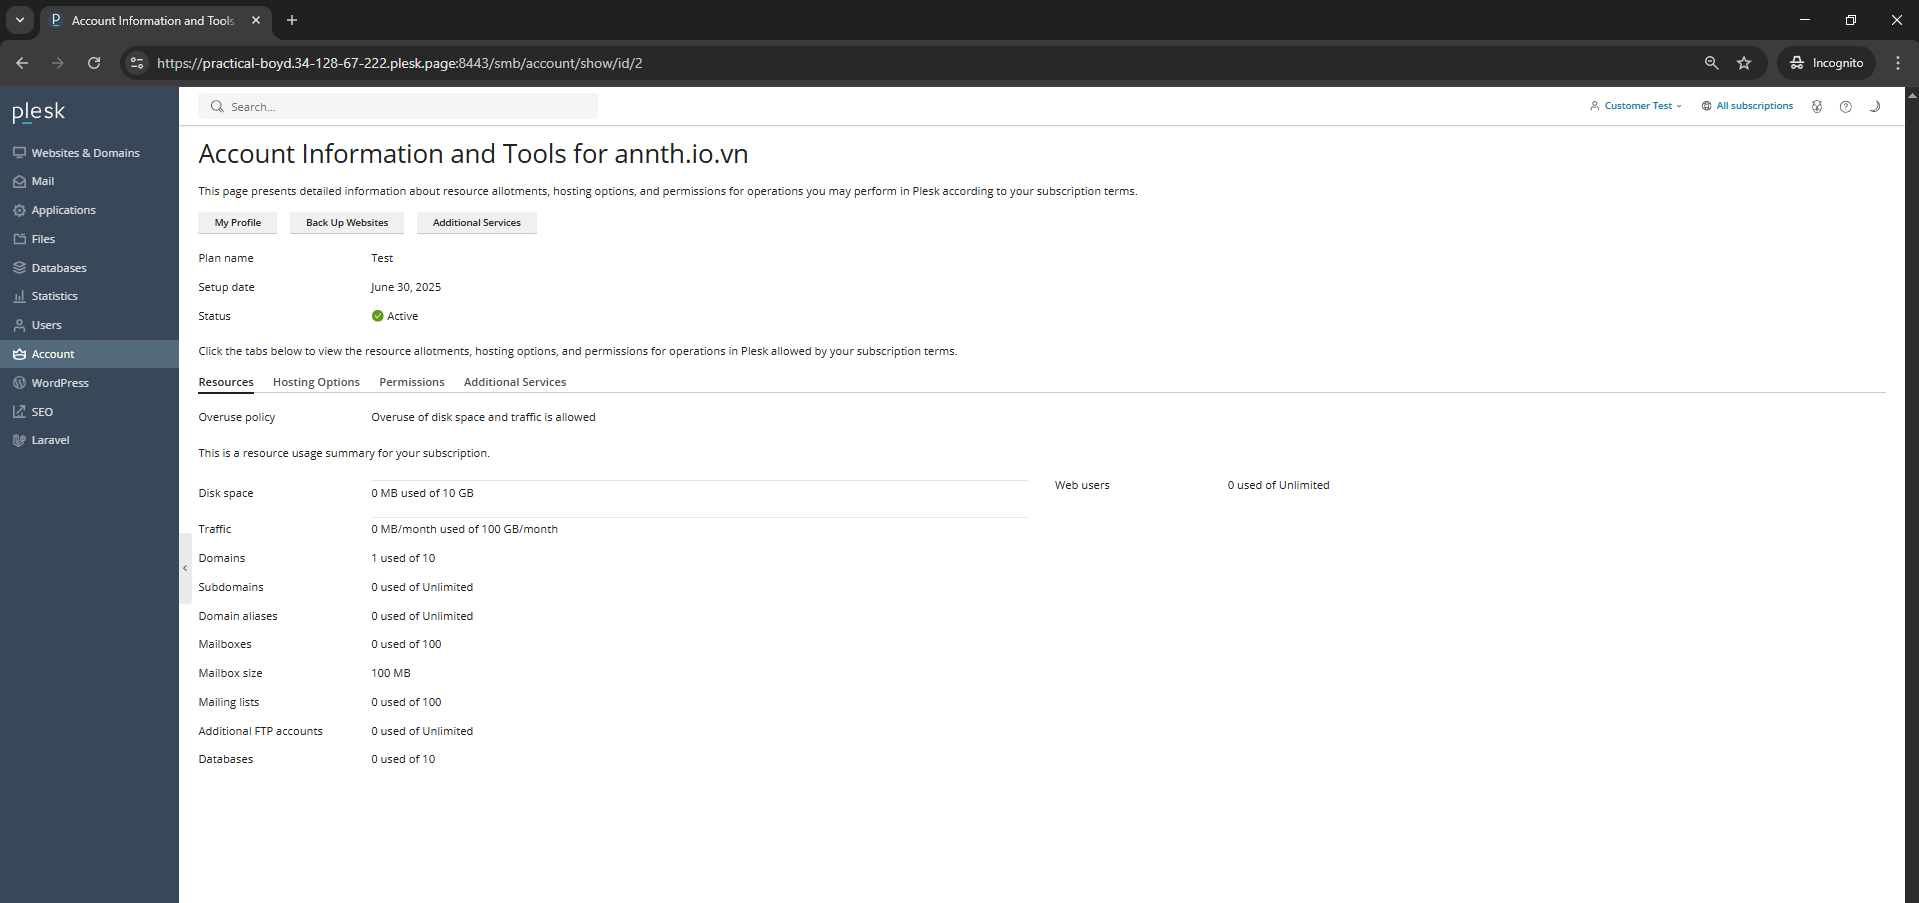 Account Information and Tools
https://practical-boyd.34-128-67-222.plesk.page:8443/smb/account/show/id/2
Incognito
plesk
Search...
Customer Test
All subscriptions
Websites & Domains
Mail
Applications
Files
Databases
Statistics
Users
Account
WordPress
SEO
Laravel
Account Information and Tools for annth.io.vn
This page presents detailed information about resource allotments, hosting options, and permissions for operations you may perform in Plesk according to your subscription terms.
My Profile
Back Up Websites
Additional Services
Plan name Test
Setup date June 30, 2025
Status Active
Click the tabs below to view the resource allotments, hosting options, and permissions for operations in Plesk allowed by your subscription terms.
Resources Hosting Options Permissions Additional Services
Overuse policy Overuse of disk space and traffic is allowed
This is a resource usage summary for your subscription.
Disk space 0 MB used of 10 GB
Traffic 0 MB/month used of 100 GB/month
Domains 1 used of 10
Subdomains 0 used of Unlimited
Domain aliases 0 used of Unlimited
Mailboxes 0 used of 100
Mailbox size 100 MB
Mailing lists 0 used of 100
Additional FTP accounts 0 used of Unlimited
Databases 0 used of 10
Web users 0 used of Unlimited